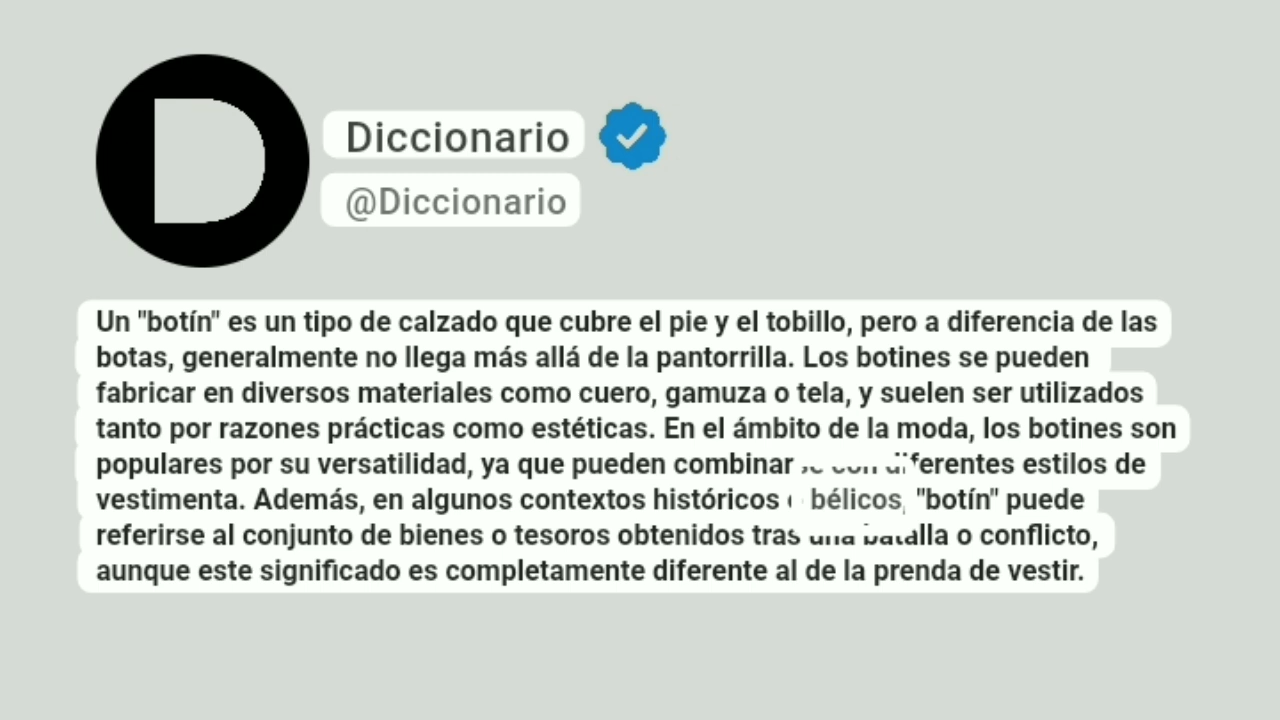 D
Diccionario
@Diccionario
Un "botín" es un tipo de calzado que cubre el pie y el tobillo, pero a diferencia de las
botas, generalmente no llega más allá de la pantorrilla. Los botines se pueden
fabricar en diversos materiales como cuero, gamuza o tela, y suelen ser utilizados
tanto por razones prácticas como estéticas. En el ámbito de la moda, los botines son
populares por su versatilidad, ya que pueden combinarse con diferentes estilos de
vestimenta. Además, en algunos contextos históricos bélicos, "botín" puede
referirse al conjunto de bienes o tesoros obtenidos tras una batalla o conflicto,
aunque este significado es completamente diferente al de la prenda de vestir.